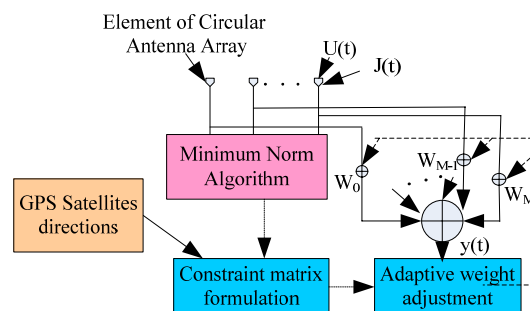 Element of Circular
Antenna Array
U(t)
J(t)
Minimum Norm
Algorithm
W0
WM-1
WM
GPS Satellites
directions
y(t)
Constraint matrix
formulation
Adaptive weight
adjustment